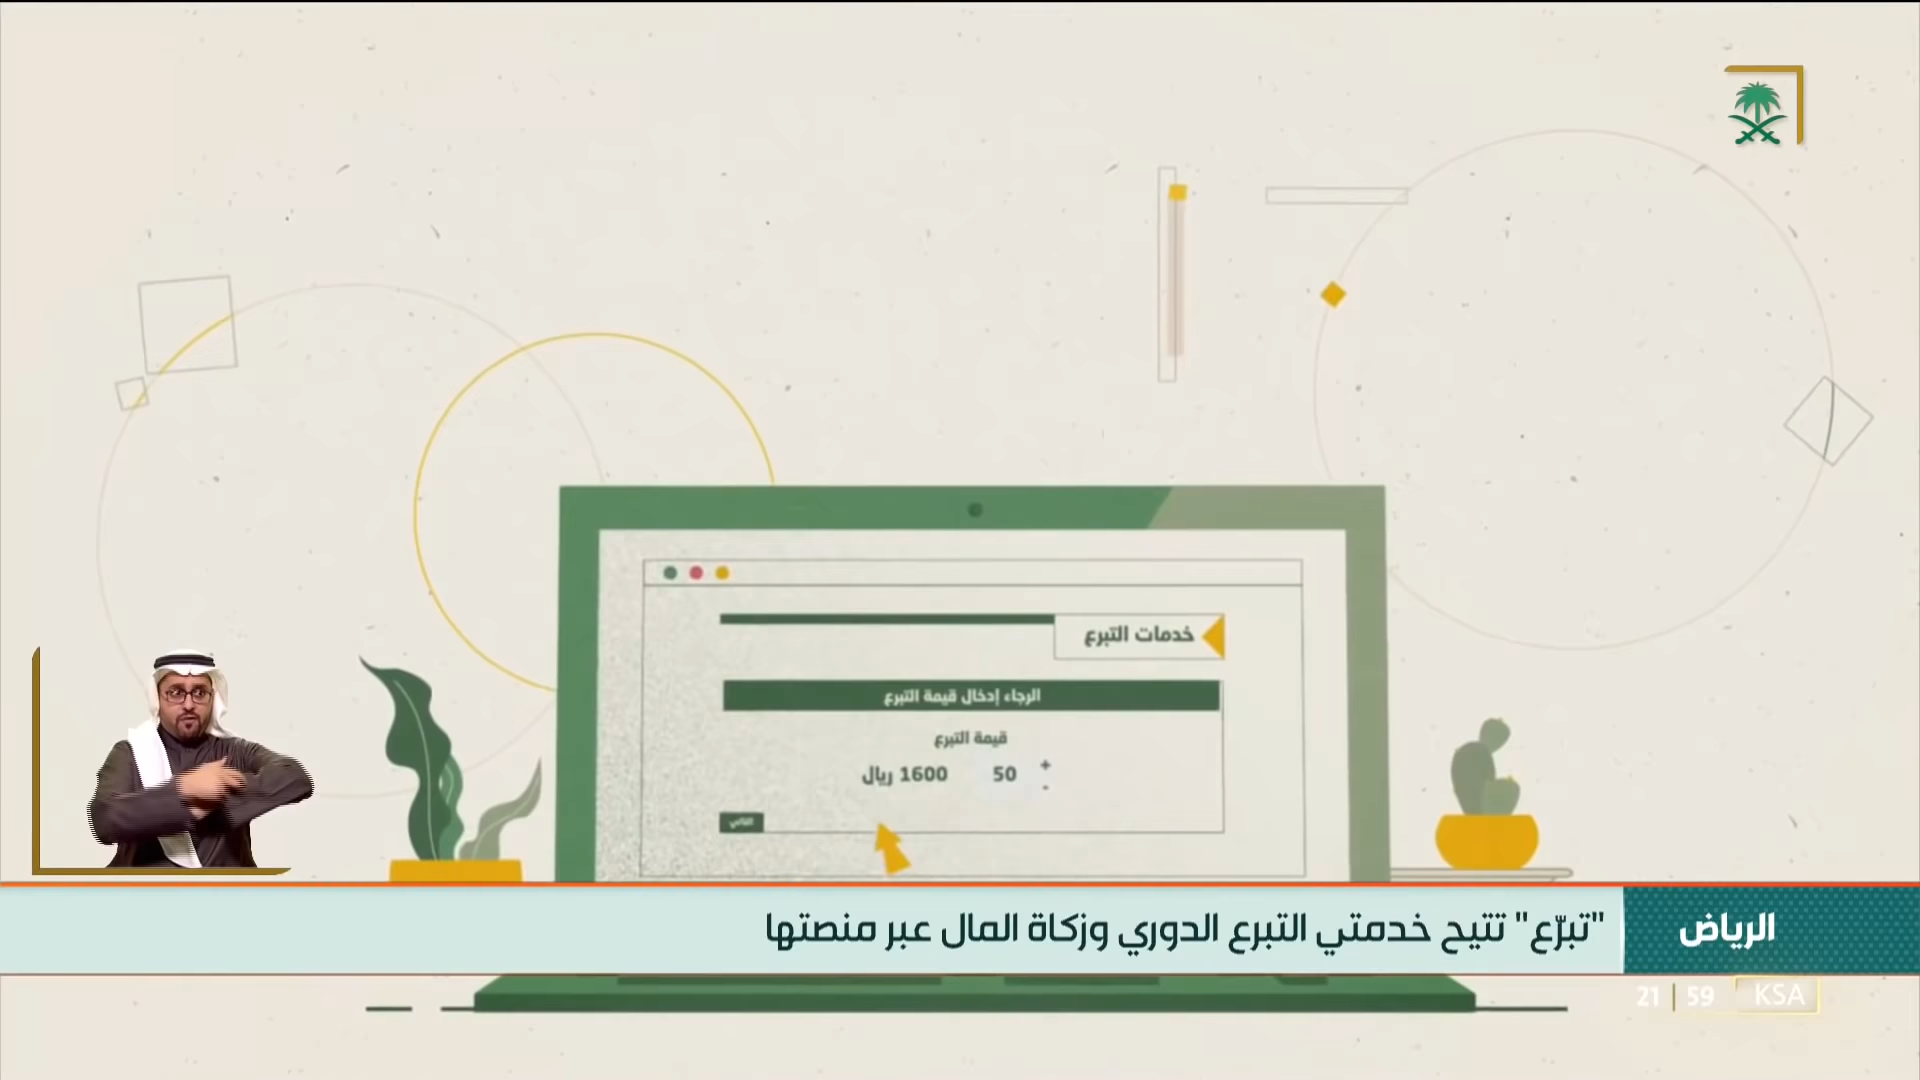 خدمات التبرع
الرجاء إدخال قيمة التبرع
قيمة التبرع
+
50 1600 ريال
-
التالي
الرياض
"تبرّع" تتيح خدمتي التبرع الدوري وزكاة المال عبر منصتها
21 | 59 KSA